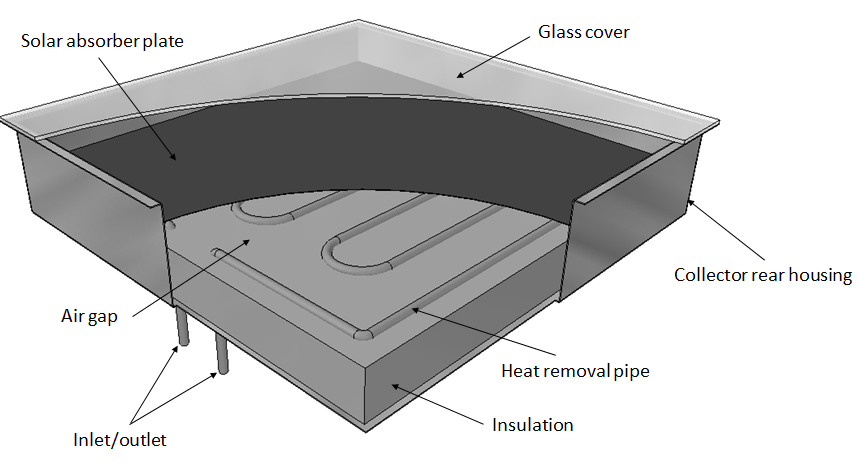 Glass cover
Solar absorber plate
Collector rear housing
Air gap
Heat removal pipe
Insulation
Inlet/outlet